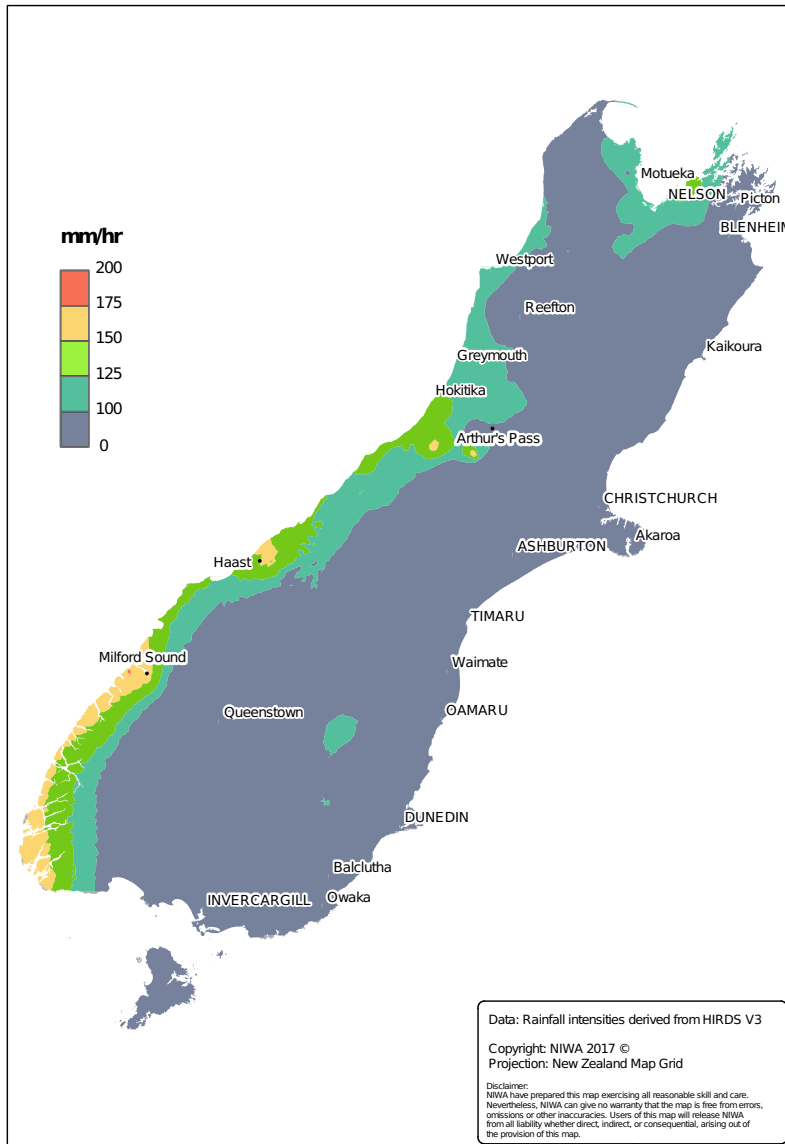 Motueka
NELSON
Picton
BLENHEIM
mm/hr
200
175
150
125
100
0
Westport
Reefton
Kaikoura
Greymouth
Hokitika
Arthur's Pass
CHRISTCHURCH
Akaroa
ASHBURTON
Haast
TIMARU
Waimate
Milford Sound
Queenstown
OAMARU
DUNEDIN
Balclutha
INVERCARGILL
Owaka
Data: Rainfall intensities derived from HIRDS V3
Copyright: NIWA 2017 ©
Projection: New Zealand Map Grid
Disclaimer:
NIWA have prepared this map exercising all reasonable skill and care.
Nevertheless, NIWA can give no warranty that the map is free from errors,
omissions or other inaccuracies. Users of this map will release NIWA
from all liability whether direct, indirect, or consequential, arising out of
the provision of this map.